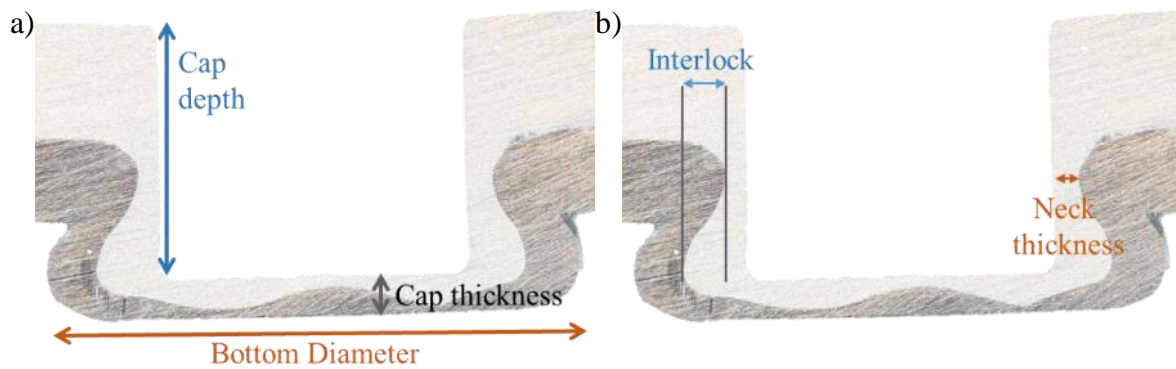 a)
Cap
depth
Cap thickness
Bottom Diameter
b)
Interlock
Neck
thickness